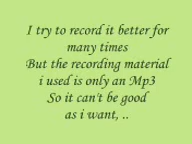 I try to record it better for
many times
But the recording material
i used is only an Mp3
So it can't be good
as i want, ..